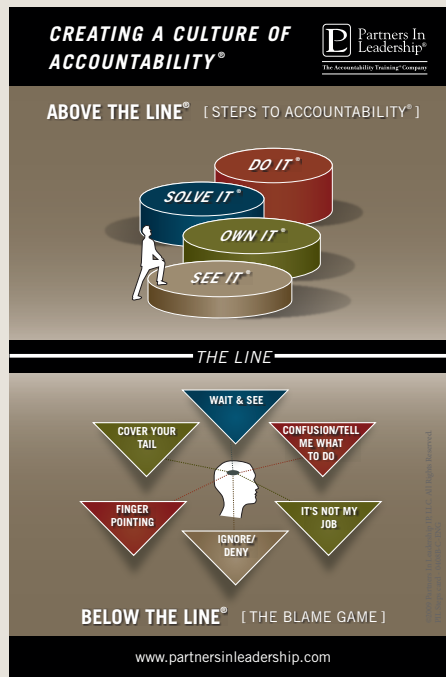 CREATING A CULTURE OF
ACCOUNTABILITY®
Partners In
Leadership®
The Accountability Training® Company
ABOVE THE LINE® [ STEPS TO ACCOUNTABILITY® ]
DO IT®
SOLVE IT®
OWN IT®
SEE IT®
THE LINE
WAIT & SEE
COVER YOUR
TAIL
CONFUSION/TELL
ME WHAT
TO DO
FINGER
POINTING
IGNORE/
DENY
IT'S NOT MY
JOB
BELOW THE LINE® [ THE BLAME GAME ]
www.partnersinleadership.com